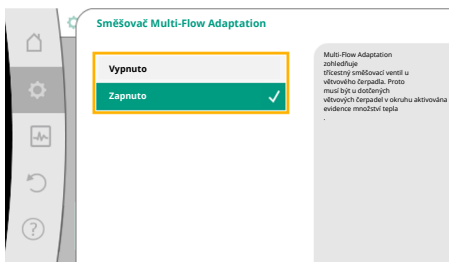 Směšovač Multi-Flow Adaptation
Vypnuto
Zapnuto
Multi-Flow Adaptation
zohledňuje
třícestný směšovací ventil u
větvového čerpadla. Proto
musí být u dotčených
větvových čerpadel v okruhu aktivována
evidence množství tepla
.
?